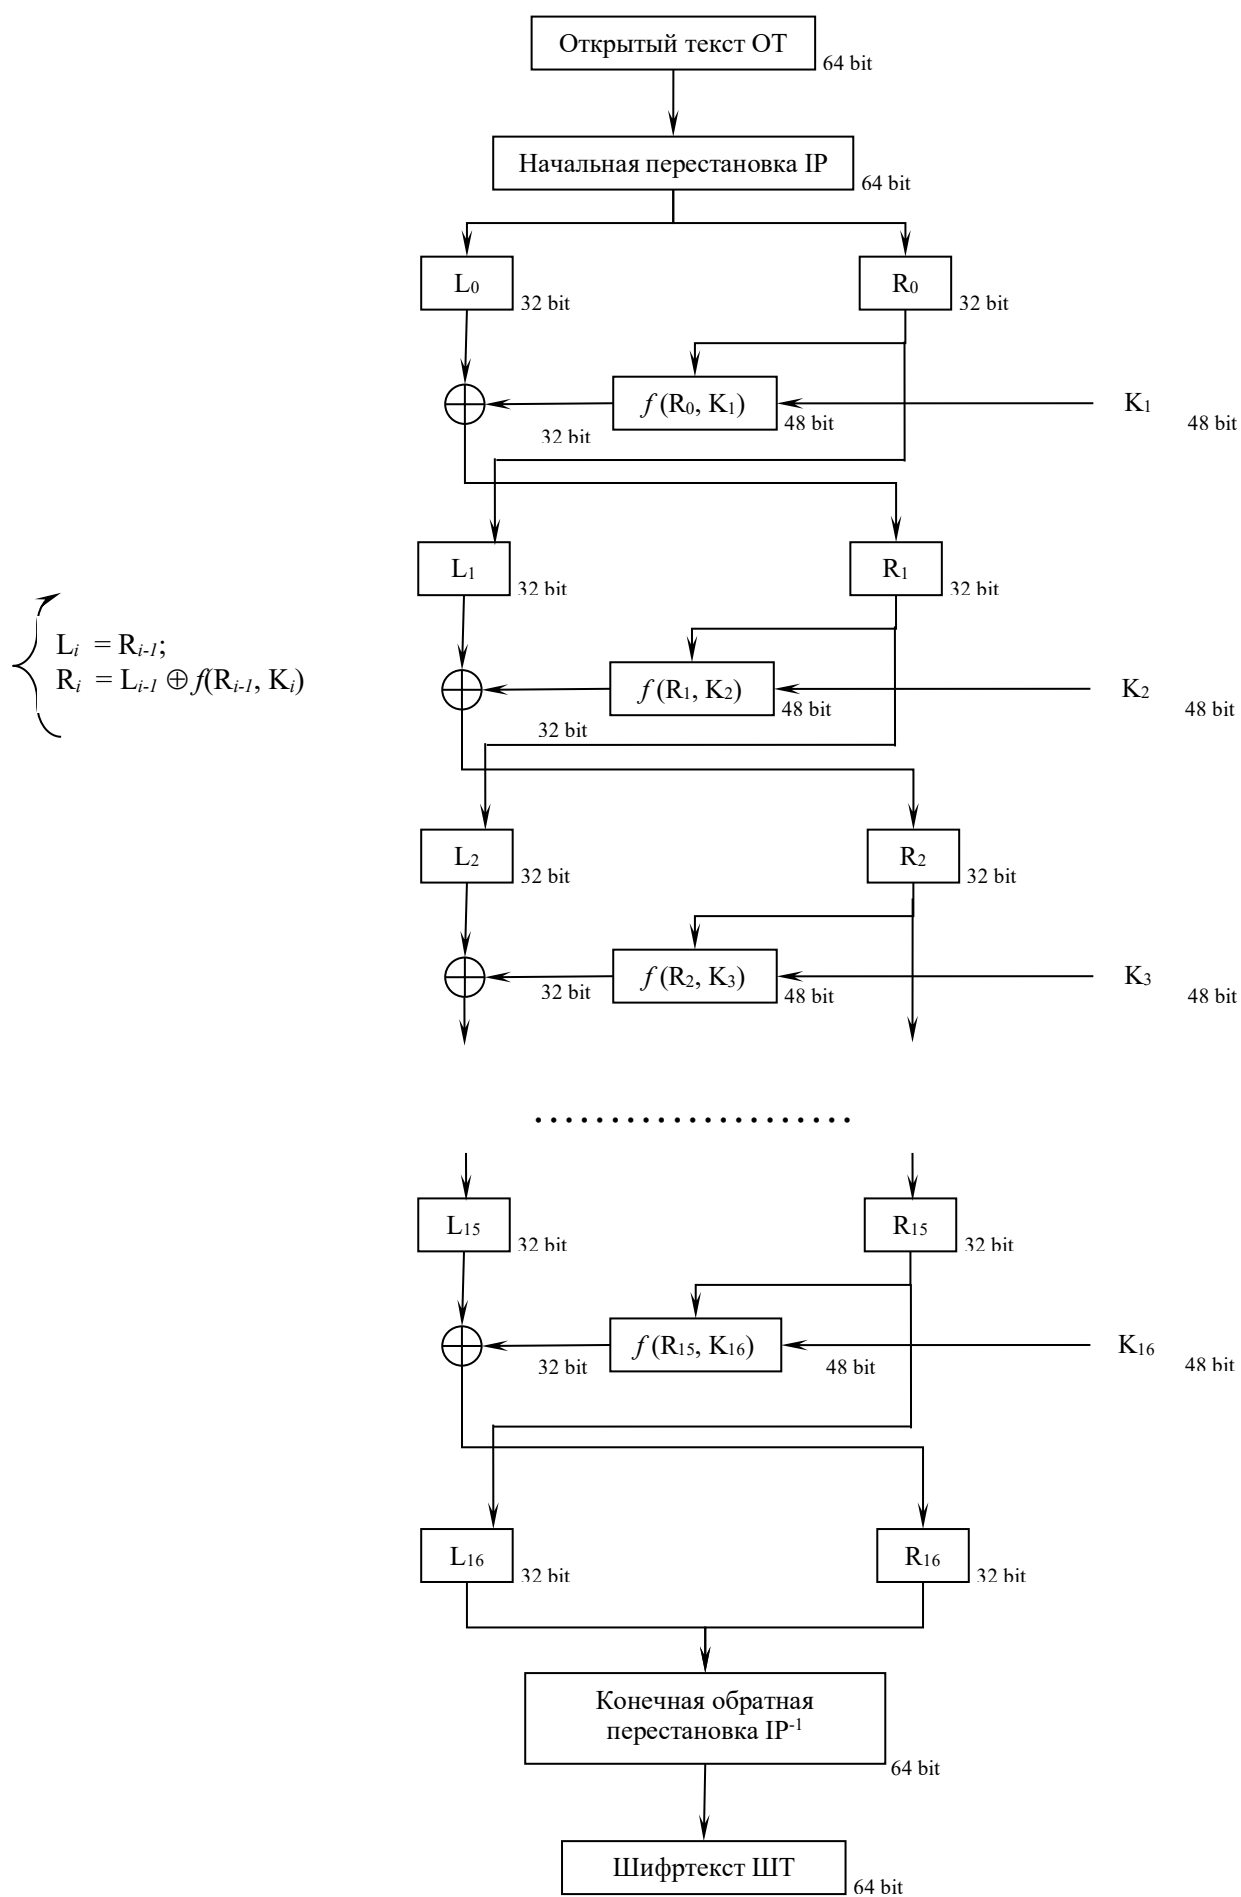 Открытый текст ОТ
64 bit
Начальная перестановка IP
64 bit
L0
32 bit
R0
32 bit
f (R0, K1)
32 bit
48 bit
K1
48 bit
L1
32 bit
R1
32 bit
Li = Ri-1;
Ri = Li-1 ⊕ f(Ri-1, Ki)
f (R1, K2)
32 bit
48 bit
K2
48 bit
L2
32 bit
R2
32 bit
f (R2, K3)
32 bit
48 bit
K3
48 bit
.....................
L15
32 bit
R15
32 bit
f (R15, K16)
32 bit
48 bit
K16
48 bit
L16
32 bit
R16
32 bit
Конечная обратная
перестановка IP-1
64 bit
Шифртекст ШТ
64 bit